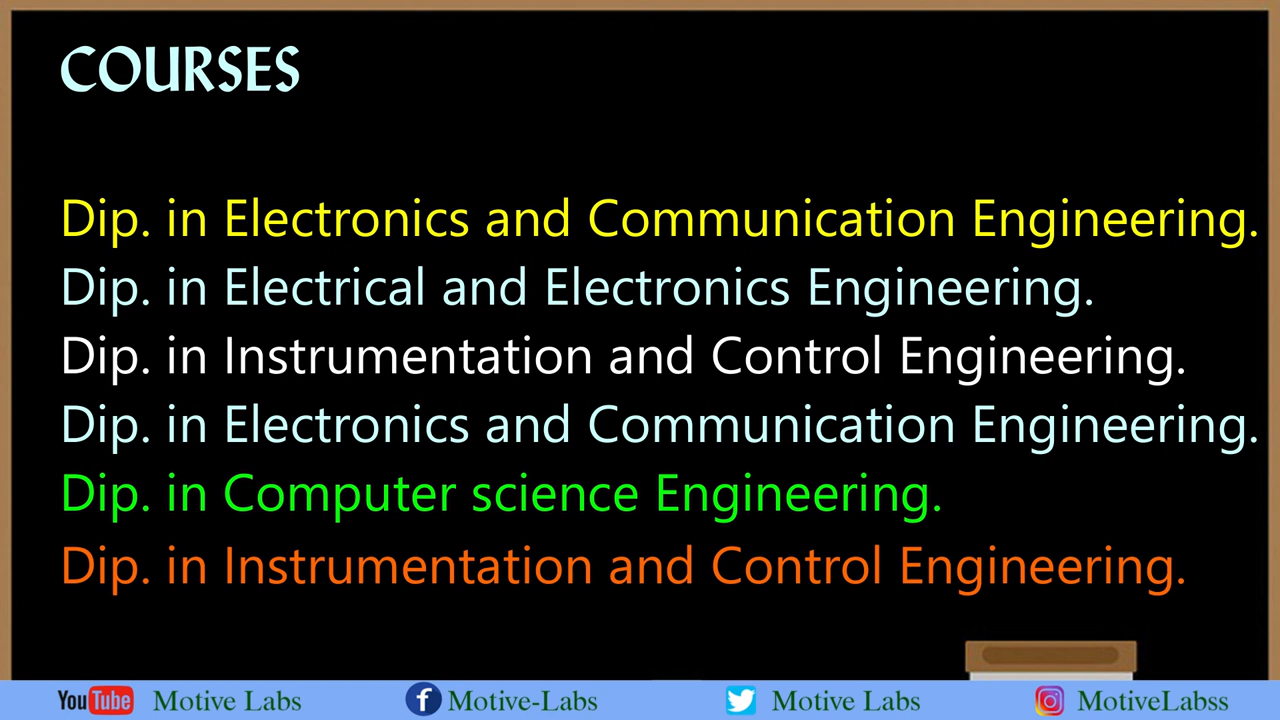 COURSES
Dip. in Electronics and Communication Engineering.
Dip. in Electrical and Electronics Engineering.
Dip. in Instrumentation and Control Engineering.
Dip. in Electronics and Communication Engineering.
Dip. in Computer science Engineering.
Dip. in Instrumentation and Control Engineering.
YouTube Motive Labs f Motive-Labs Motive Labs MotiveLabss